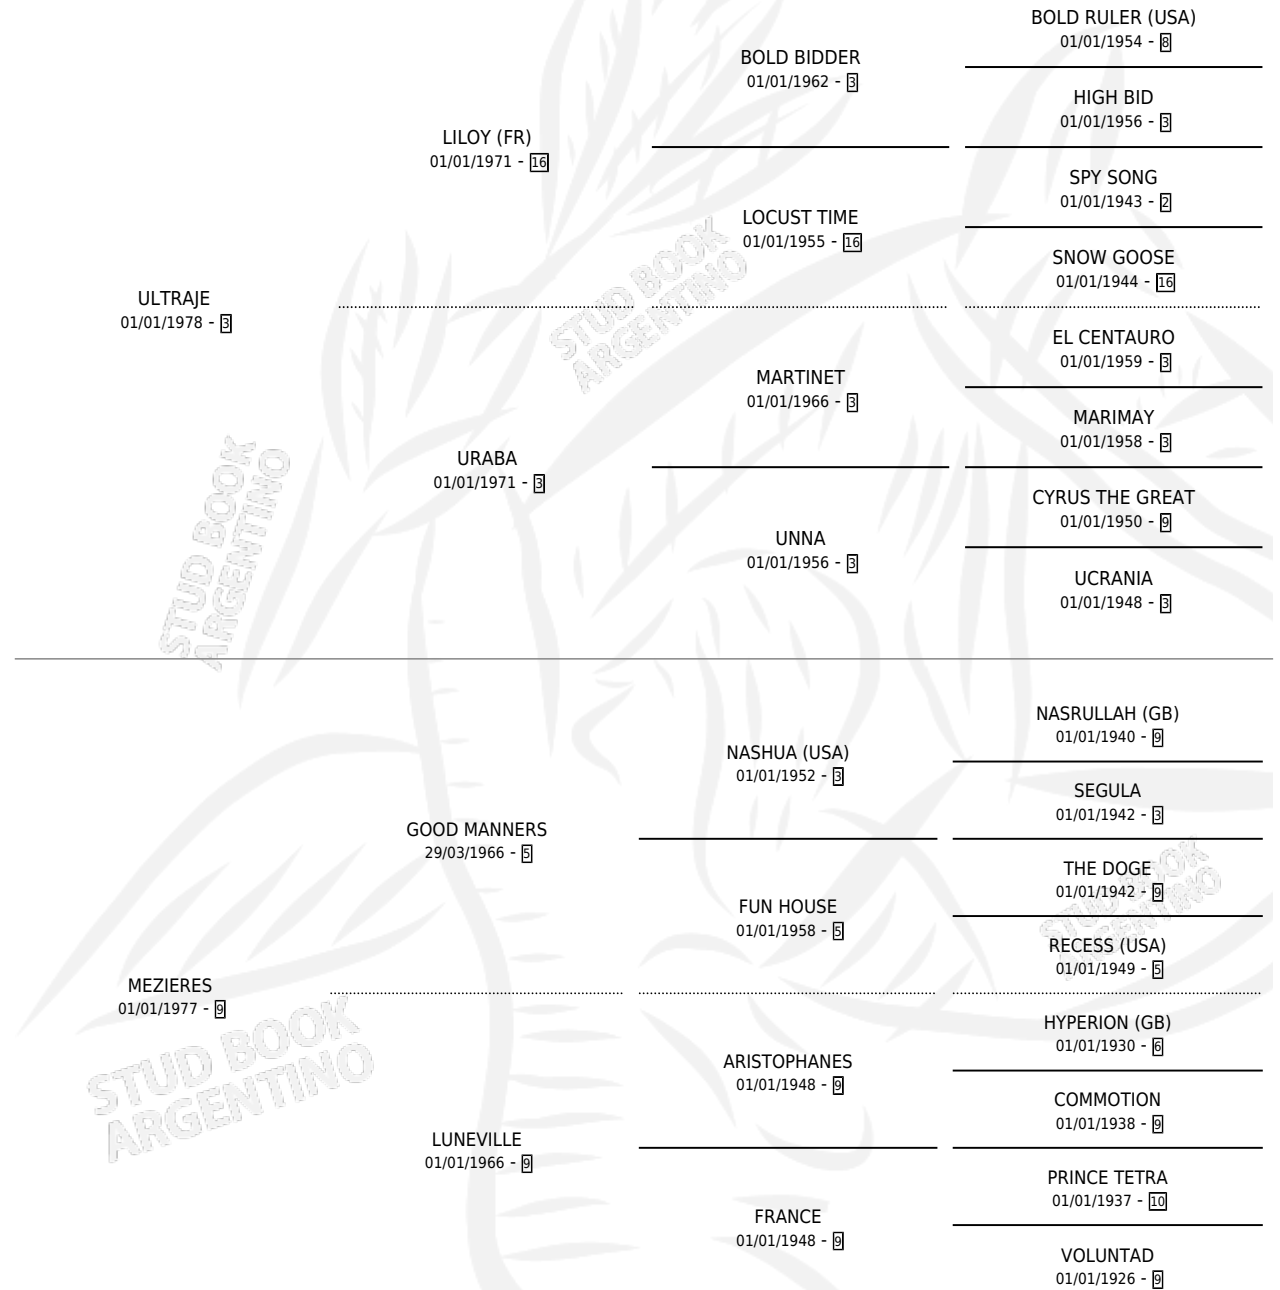 BOLD RULER (USA)
01/01/1954 - 8
BOLD BIDDER
01/01/1962 - 3
HIGH BID
01/01/1956 - 3
LILOY (FR)
01/01/1971 - 16
SPY SONG
01/01/1943 - 2
LOCUST TIME
01/01/1955 - 16
SNOW GOOSE
01/01/1944 - 16
ULTRAJE
01/01/1978 - 3
STUD BOOK
ARGENTINO
EL CENTAURO
01/01/1959 - 3
MARTINET
01/01/1966 - 3
MARIMAY
01/01/1958 - 3
URABA
01/01/1971 - 3
CYRUS THE GREAT
01/01/1950 - 9
UNNA
01/01/1956 - 3
UCRANIA
01/01/1948 - 3
STUD BOOK
ARGENTINO
NASRULLAH (GB)
01/01/1940 - 9
NASHUA (USA)
01/01/1952 - 3
SEGULA
01/01/1942 - 3
GOOD MANNERS
29/03/1966 - 5
THE DOGE
01/01/1942 - 9
FUN HOUSE
01/01/1958 - 5
STUD BOOK
ARGENTINO
RECESS (USA)
01/01/1949 - 5
MEZIERES
01/01/1977 - 9
HYPERION (GB)
01/01/1930 - 6
ARISTOPHANES
01/01/1948 - 9
STUD BOOK
ARGENTINO
COMMOTION
01/01/1938 - 9
LUNEVILLE
01/01/1966 - 9
PRINCE TETRA
01/01/1937 - 10
FRANCE
01/01/1948 - 9
VOLUNTAD
01/01/1926 - 9